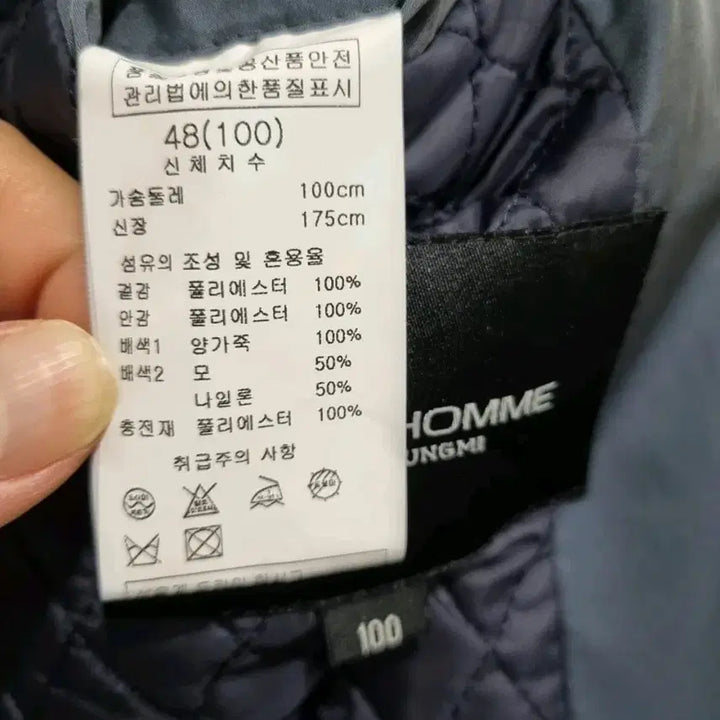 관리법에의한품질표시
48(100)
신체치수
가슴둘레 100cm
신장 175cm
섬유의 조성 및 혼용율
겉감 폴리에스터 100%
안감 폴리에스터 100%
배색1 양가죽 100%
배색2 모 50%
나일론 50%
충전재 폴리에스터 100%
취급주의 사항
HOMME
UNGMI
100